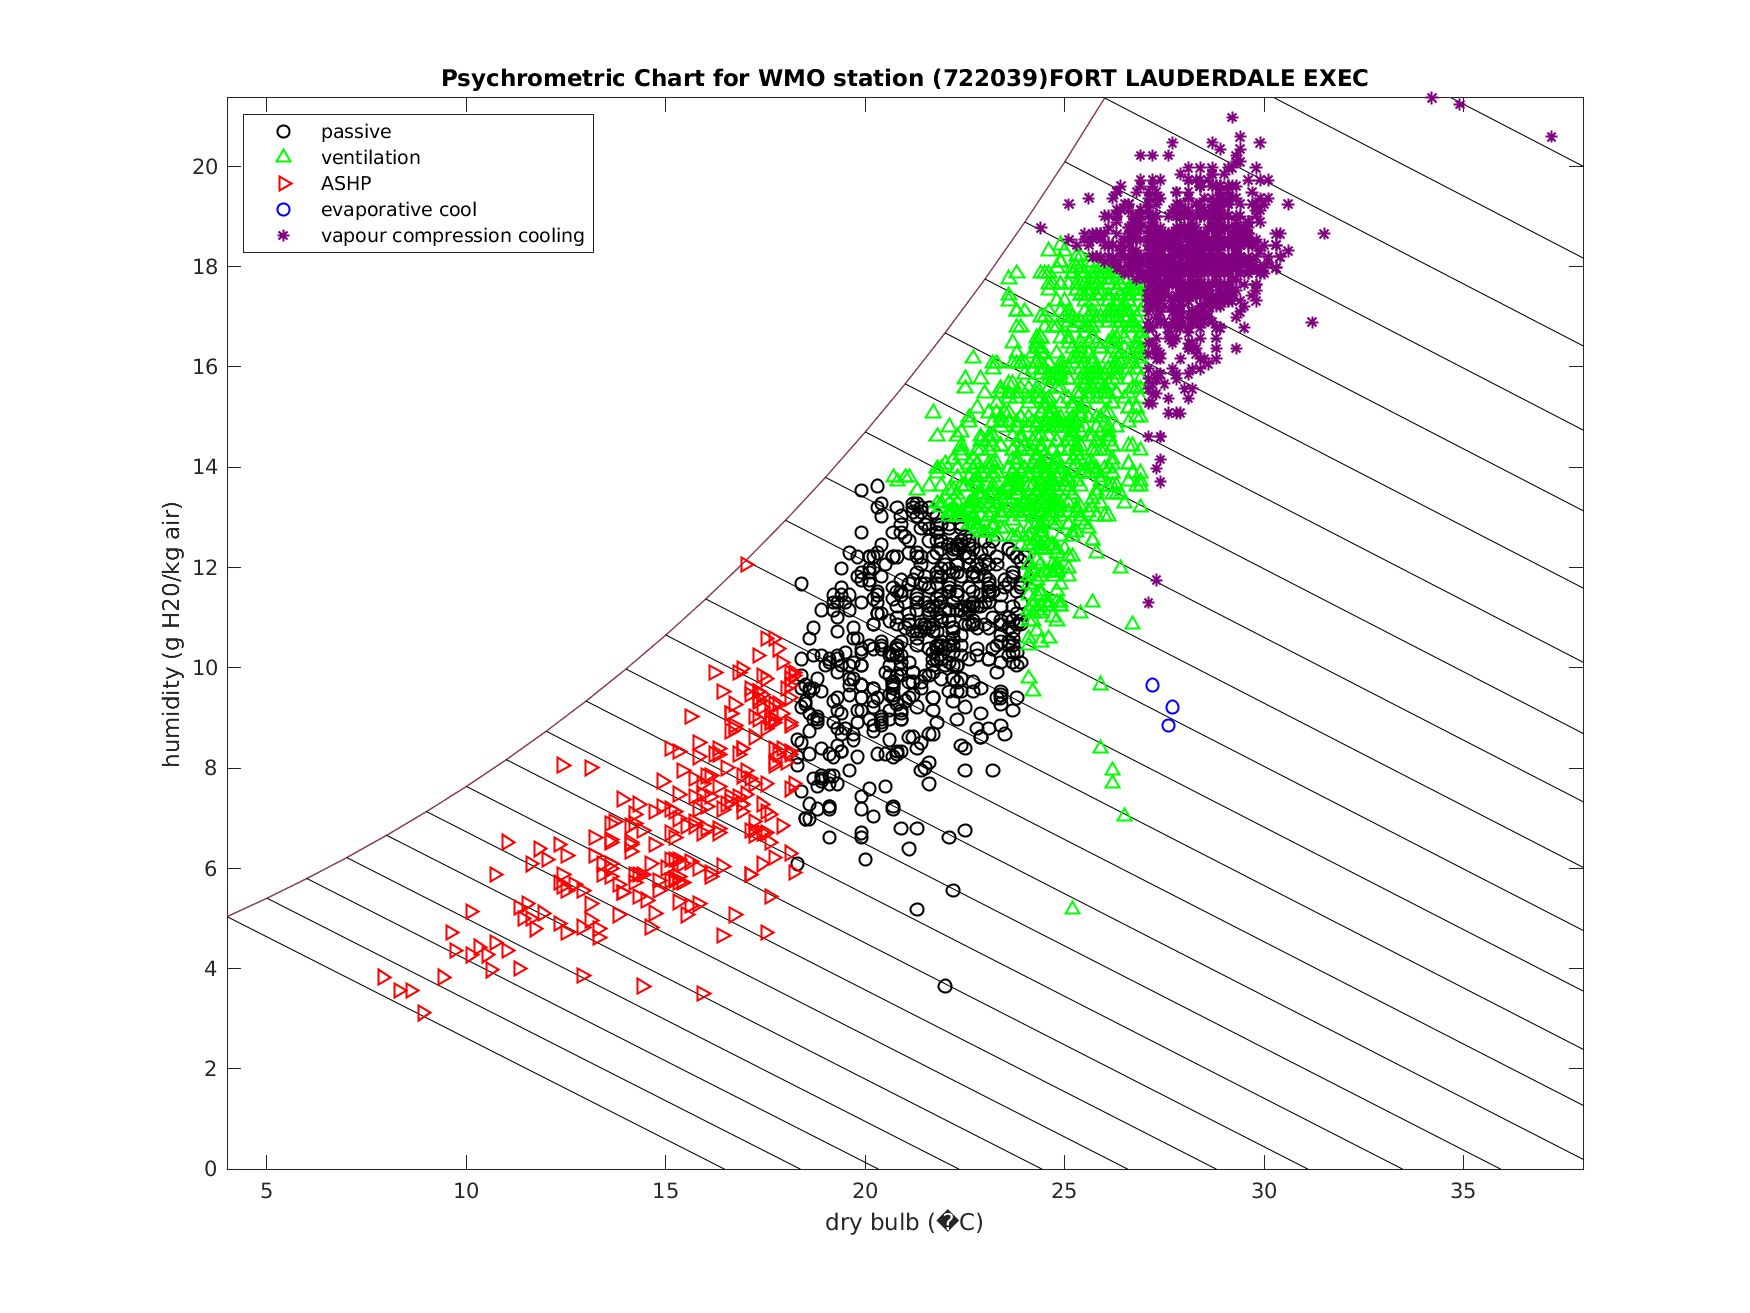 Psychrometric Chart for WMO station (722039)FORT LAUDERDALE EXEC
passive
ventilation
ASHP
evaporative cool
vapour compression cooling
humidity (g H20/kg air)
20
18
16
14
12
10
8
6
4
2
0
5 10 15 20 25 30 35
dry bulb (�C)